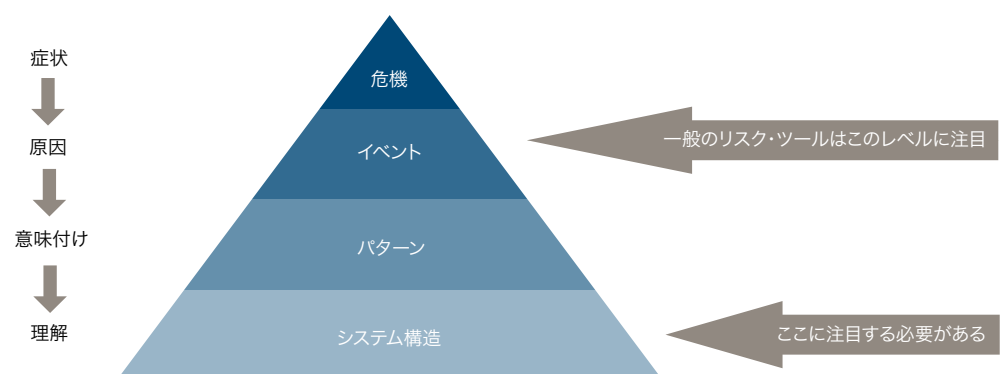 症状
危機
一般のリスク・ツールはこのレベルに注目
原因
イベント
意味付け
パターン
理解
システム構造
ここに注目する必要がある